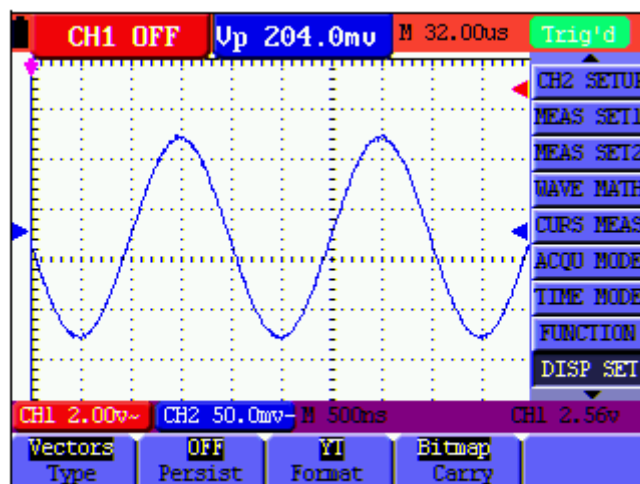 CH1 OFF Vp 204.0mv M 32.00us Trig'd
CH2 SETUP
MEAS SET1
MEAS SET2
WAVE MATH
CURS MEAS
ACQU MODE
TIME MODE
FUNCTION
DISP SET
CH1 2.00v~ CH2 50.0mv- M 500ns CH1 2.56v
Vectors OFF YT Bitmap
Type Persist Format Carry